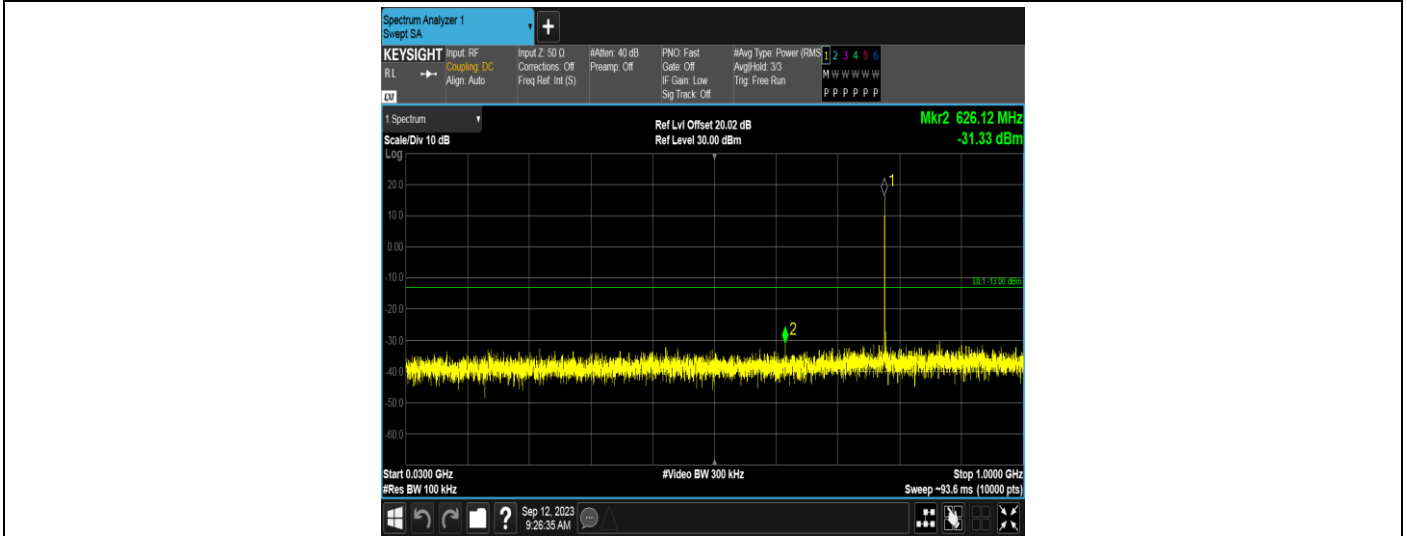 Spectrum Analyzer 1
Swept SA
+
KEYSIGHT
RL
LXI
Input: RF
Coupling: DC
Align: Auto
Input Z: 50 Ω
Corrections: Off
Freq Ref: Int (S)
#Atten: 40 dB
Preamp: Off
PNO: Fast
Gate: Off
IF Gain: Low
Sig Track: Off
#Avg Type: Power (RMS
Avg|Hold: 3/3
Trig: Free Run
1 2 3 4 5 6
M W W W W W
P P P P P P
1 Spectrum
Scale/Div 10 dB
Ref Lvl Offset 20.02 dB
Ref Level 30.00 dBm
Mkr2 626.12 MHz
-31.33 dBm
Log
20.0
10.0
0.00
-10.0
-20.0
-30.0
-40.0
-50.0
-60.0
1
2
DL1 -13.00 dBm
Start 0.0300 GHz
#Res BW 100 kHz
#Video BW 300 kHz
Stop 1.0000 GHz
Sweep ~93.6 ms (10000 pts)
?
Sep 12, 2023
9:26:35 AM